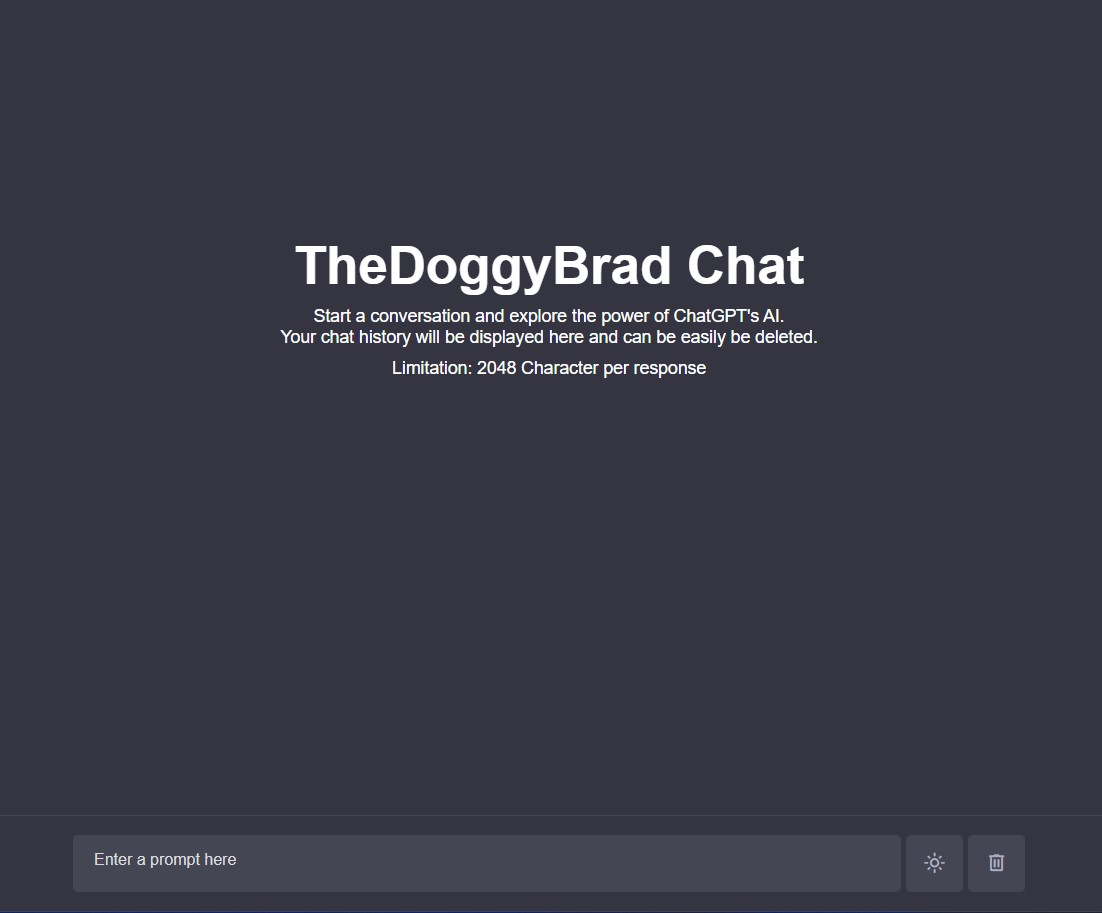 TheDoggyBrad Chat
Start a conversation and explore the power of ChatGPT's AI.
Your chat history will be displayed here and can be easily be deleted.
Limitation: 2048 Character per response
Enter a prompt here